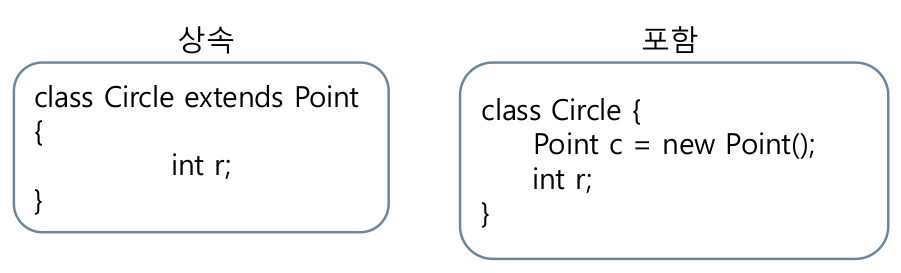 상속
class Circle extends Point
{
int r;
}
포함
class Circle {
Point c = new Point();
int r;
}